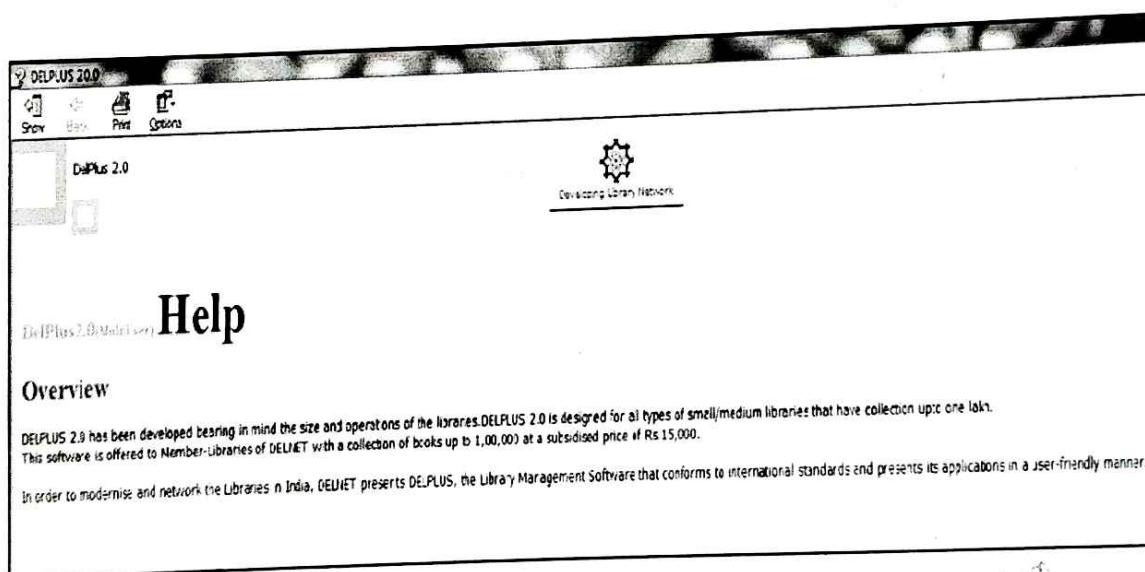 DELPLUS 20.0
Show Back Print Options
DelPlus 2.0
Developing Library Network
DelPlus2.0(Multi User) Help
Overview
DELPLUS 2.0 has been developed bearing in mind the size and operations of the libraries.DELPLUS 2.0 is designed for all types of small/medium libraries that have collection upto one lakh.
This software is offered to Member-Libraries of DELNET with a collection of books up to 1,00,000 at a subsidised price of Rs 15,000.
In order to modernise and network the Libraries in India, DELNET presents DELPLUS, the Library Management Software that conforms to international standards and presents its applications in a user-friendly manner